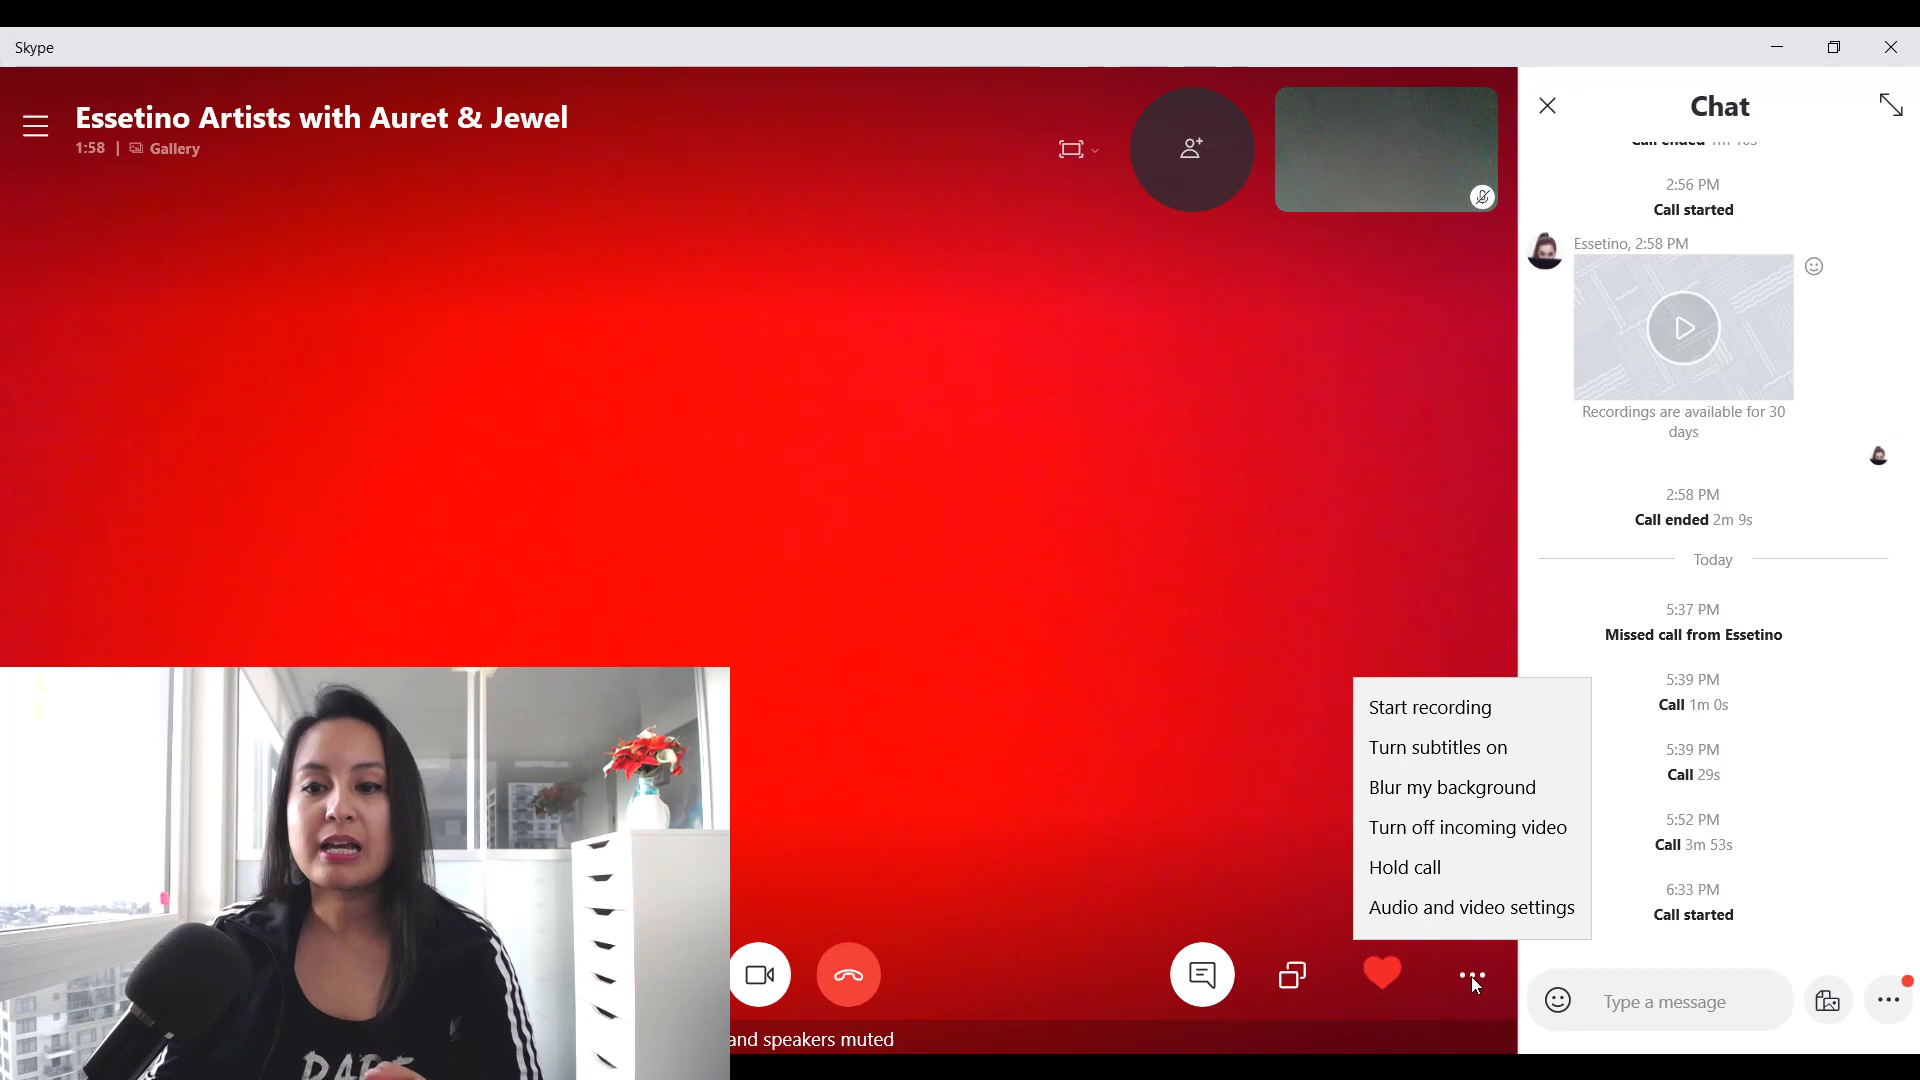 Skype
Essetino Artists with Auret & Jewel
1:58 | Gallery
Chat
Call ended 1m 10s
2:56 PM
Call started
Essetino, 2:58 PM
Recordings are available for 30
days
2:58 PM
Call ended 2m 9s
Today
5:37 PM
Missed call from Essetino
5:39 PM
Call 1m 0s
5:39 PM
Call 29s
5:52 PM
Call 3m 53s
6:33 PM
Call started
Start recording
Turn subtitles on
Blur my background
Turn off incoming video
Hold call
Audio and video settings
Type a message
and speakers muted